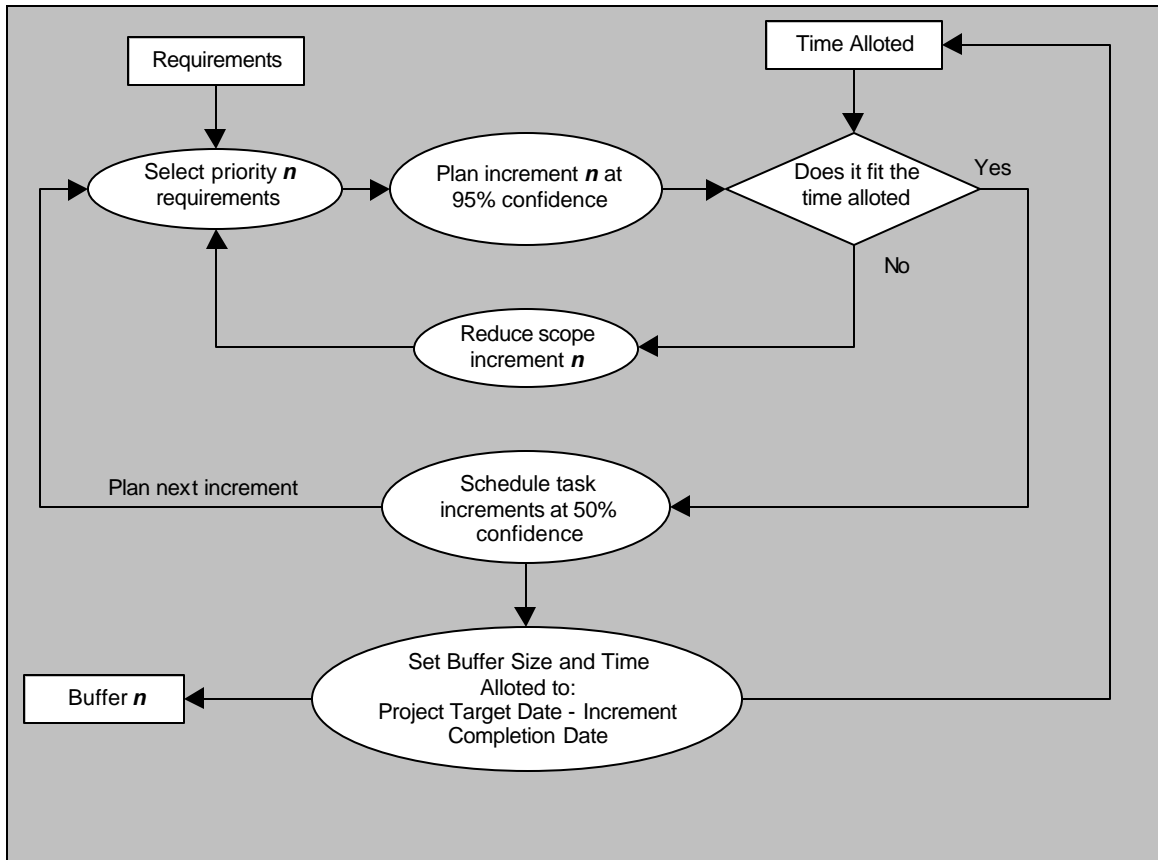 Requirements
Time Alloted
Select priority n
requirements
Plan increment n at
95% confidence
Does it fit the
time alloted
Yes
No
Reduce scope
increment n
Plan next increment
Schedule task
increments at 50%
confidence
Set Buffer Size and Time
Alloted to:
Project Target Date - Increment
Completion Date
Buffer n